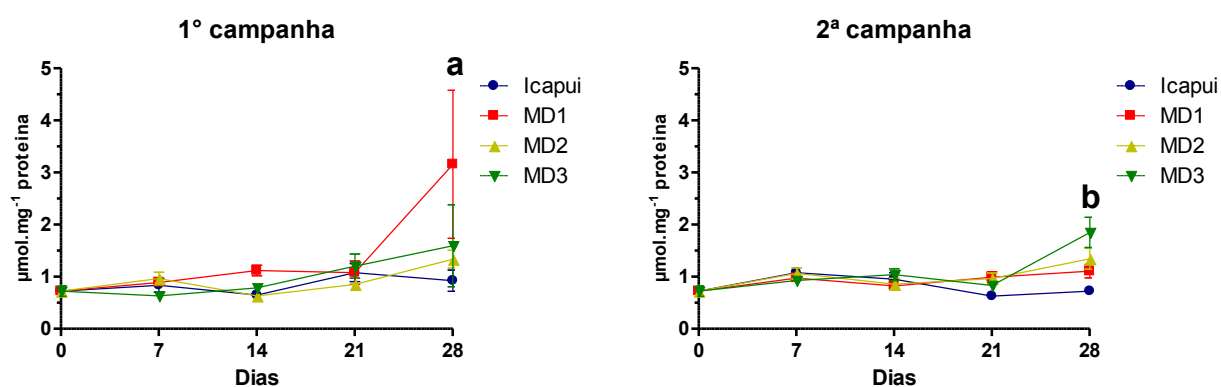 1° campanha
a
5
4
3
2
1
0
0 7 14 21 28
Dias
µmol.mg⁻¹ proteina
Icapui
MD1
MD2
MD3
2ª campanha
b
5
4
3
2
1
0
0 7 14 21 28
Dias
µmol.mg⁻¹ proteina
Icapui
MD1
MD2
MD3